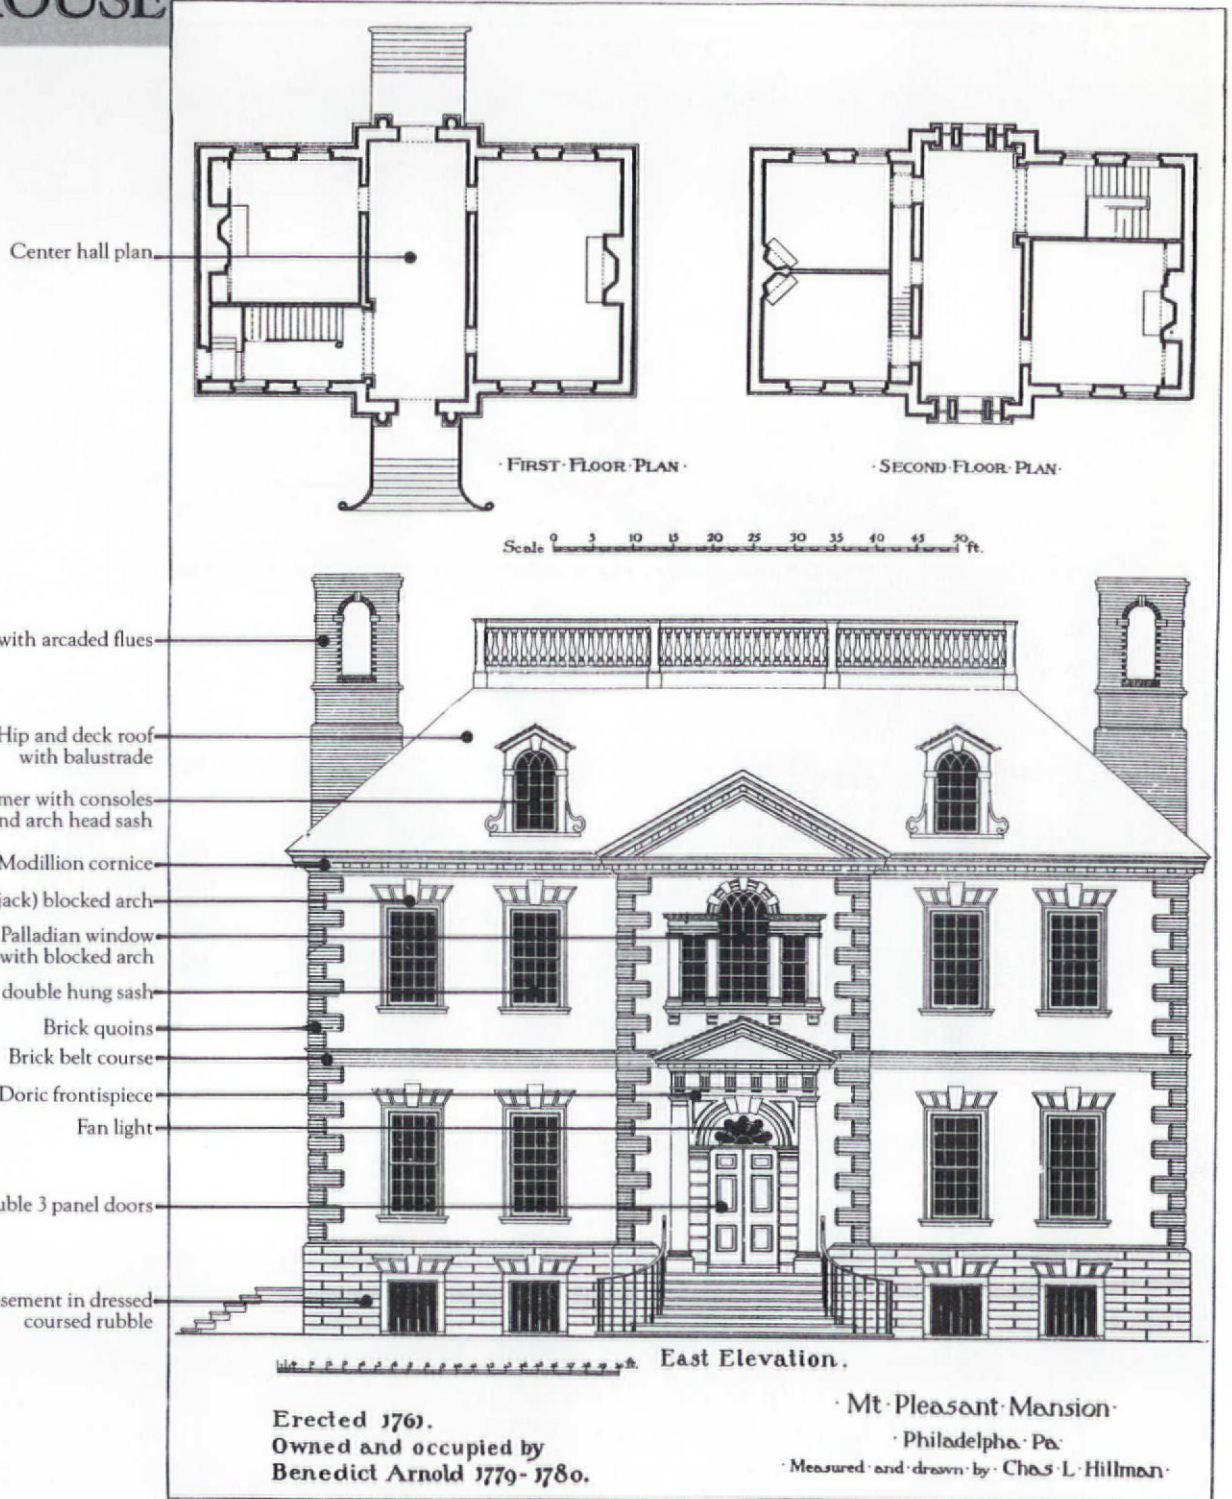 HOUSE
Center hall plan
· FIRST · FLOOR · PLAN ·
· SECOND · FLOOR · PLAN ·
Scale 0 5 10 15 20 25 30 35 40 45 50 ft.
with arcaded flues
Hip and deck roof
with balustrade
mer with consoles
nd arch head sash
Modillion cornice
jack) blocked arch
Palladian window
with blocked arch
double hung sash
Brick quoins
Brick belt course
Doric frontispiece
Fan light
uble 3 panel doors
sement in dressed
coursed rubble
ft.
East Elevation.
Erected 1761.
Owned and occupied by
Benedict Arnold 1779-1780.
· Mt · Pleasant · Mansion ·
· Philadelpha · Pa ·
· Measured · and · drawn · by · Chas · L · Hillman ·